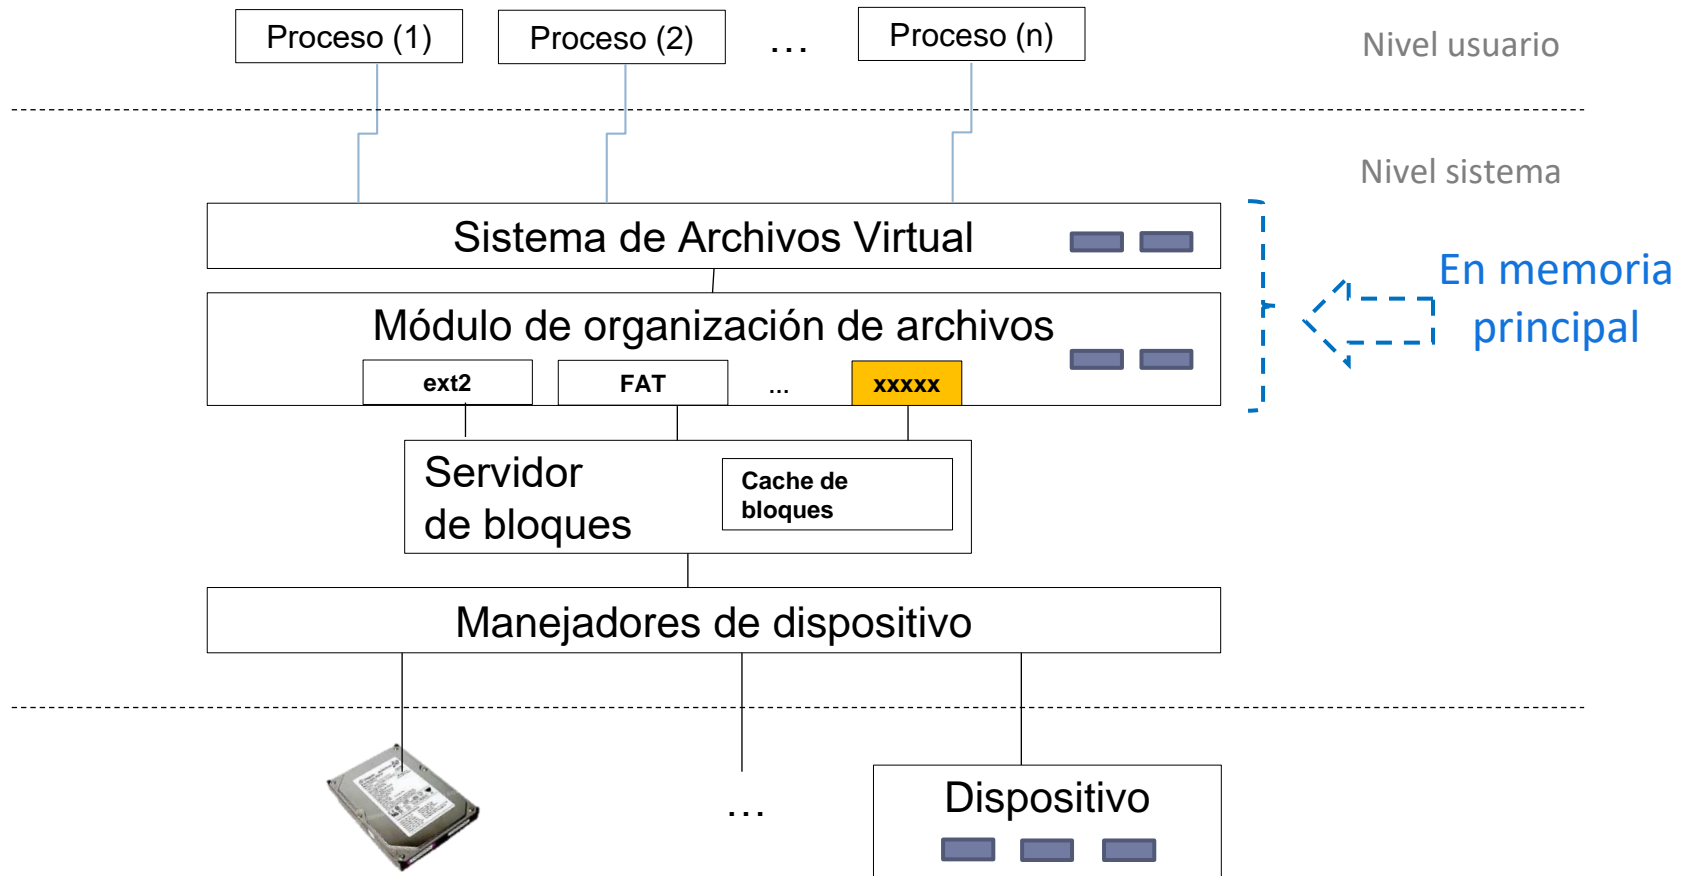 Proceso (1)
Proceso (2)
...
Proceso (n)
Nivel usuario
Nivel sistema
Sistema de Archivos Virtual
En memoria
principal
Módulo de organización de archivos
ext2
FAT
...
xxxxx
Servidor
de bloques
Cache de
bloques
Manejadores de dispositivo
...
Dispositivo